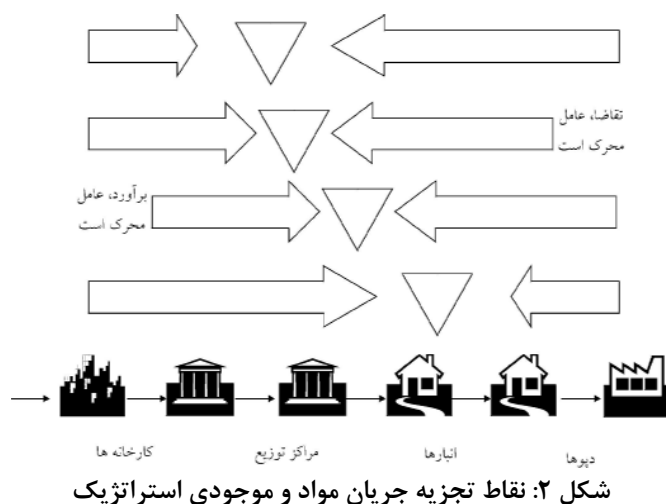 تقاضا، عامل
محرک است
برآورد، عامل
محرک است
کارخانه ها
مراکز توزیع
انبارها
دپوها
شکل ۲: نقاط تجزیه جریان مواد و موجودی استراتژیک